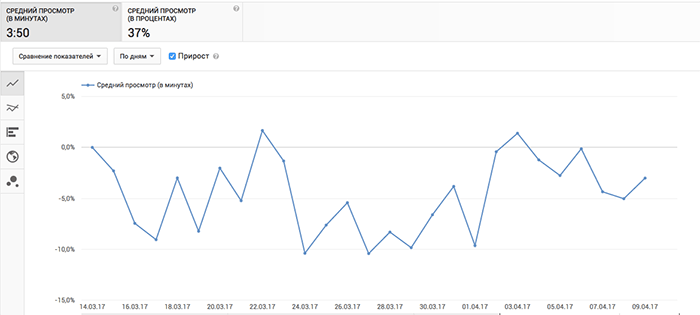 СРЕДНИЙ ПРОСМОТР
(В МИНУТАХ)
3:50
СРЕДНИЙ ПРОСМОТР
(В ПРОЦЕНТАХ)
37%
Сравнение показателей
По дням
Прирост
Средний просмотр (в минутах)
5,0%
0,0%
-5,0%
-10,0%
-15,0%
14.03.17 16.03.17 18.03.17 20.03.17 22.03.17 24.03.17 26.03.17 28.03.17 30.03.17 01.04.17 03.04.17 05.04.17 07.04.17 09.04.17